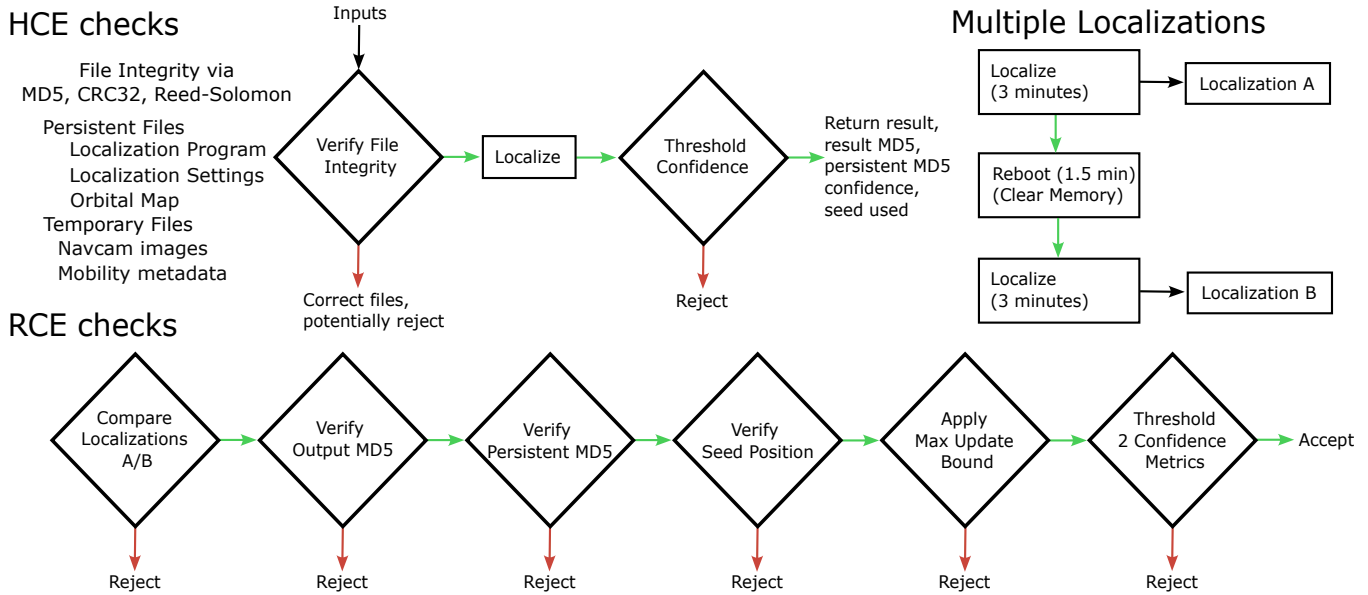 HCE checks
Inputs
File Integrity via
MD5, CRC32, Reed-Solomon
Persistent Files
Localization Program
Localization Settings
Orbital Map
Temporary Files
Navcam images
Mobility metadata
Verify File
Integrity
Correct files,
potentially reject
Localize
Threshold
Confidence
Reject
Return result,
result MD5,
persistent MD5
confidence,
seed used
Multiple Localizations
Localize
(3 minutes)
Localization A
Reboot (1.5 min)
(Clear Memory)
Localize
(3 minutes)
Localization B
RCE checks
Compare
Localizations
A/B
Reject
Verify
Output MD5
Reject
Verify
Persistent MD5
Reject
Verify
Seed Position
Reject
Apply
Max Update
Bound
Reject
Threshold
2 Confidence
Metrics
Reject
Accept